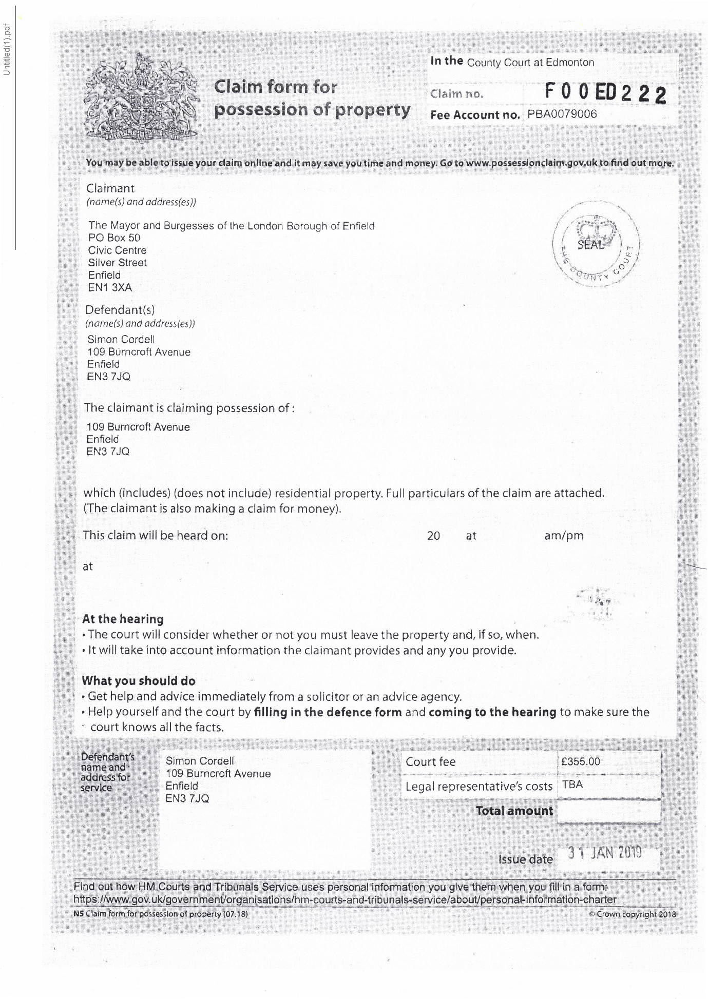 Untitled(1).pdf
Claim form for
possession of property
In the County Court at Edmonton
Claim no. F00ED222
Fee Account no. PBA0079006
You may be able to issue your claim online and it may save you time and money. Go to www.possessionclaim.gov.uk to find out more.
Claimant
(name(s) and address(es))
The Mayor and Burgesses of the London Borough of Enfield
PO Box 50
Civic Centre
Silver Street
Enfield
EN1 3XA
SEAL
THE COUNTY COURT
Defendant(s)
(name(s) and address(es))
Simon Cordell
109 Burncroft Avenue
Enfield
EN3 7JQ
The claimant is claiming possession of :
109 Burncroft Avenue
Enfield
EN3 7JQ
which (includes) (does not include) residential property. Full particulars of the claim are attached.
(The claimant is also making a claim for money).
This claim will be heard on: 20 at am/pm
at
At the hearing
• The court will consider whether or not you must leave the property and, if so, when.
• It will take into account information the claimant provides and any you provide.
What you should do
• Get help and advice immediately from a solicitor or an advice agency.
• Help yourself and the court by filling in the defence form and coming to the hearing to make sure the
court knows all the facts.
Defendant's
name and
address for
service
Simon Cordell
109 Burncroft Avenue
Enfield
EN3 7JQ
Court fee £355.00
Legal representative's costs TBA
Total amount
Issue date 31 JAN 2019
Find out how HM Courts and Tribunals Service uses personal information you give them when you fill in a form:
https://www.gov.uk/government/organisations/hm-courts-and-tribunals-service/about/personal-information-charter
N5 Claim form for possession of property (07.18)
© Crown copyright 2018